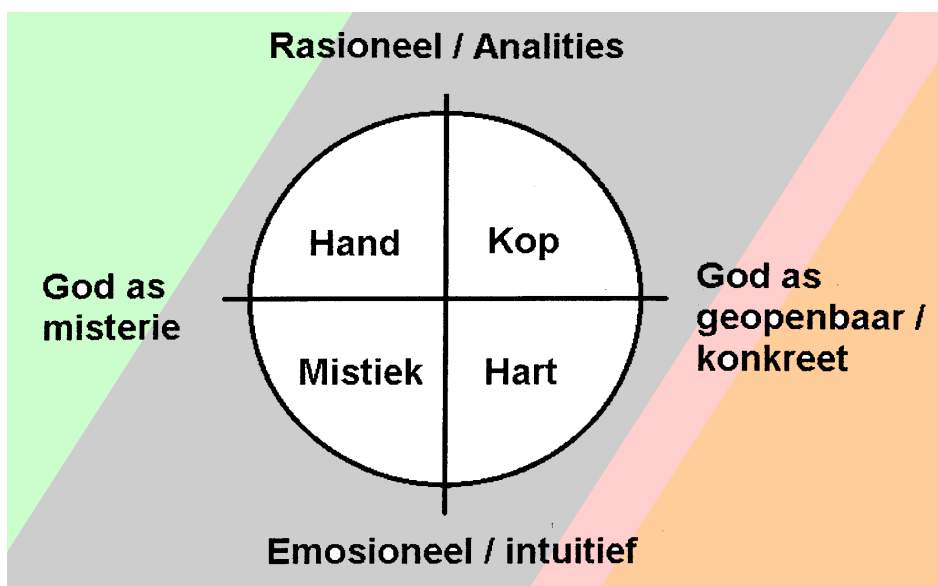 Rasioneel / Analities
Hand
Kop
God as
misterie
God as
geopenbaar /
konkreet
Mistiek
Hart
Emosioneel / intuitief